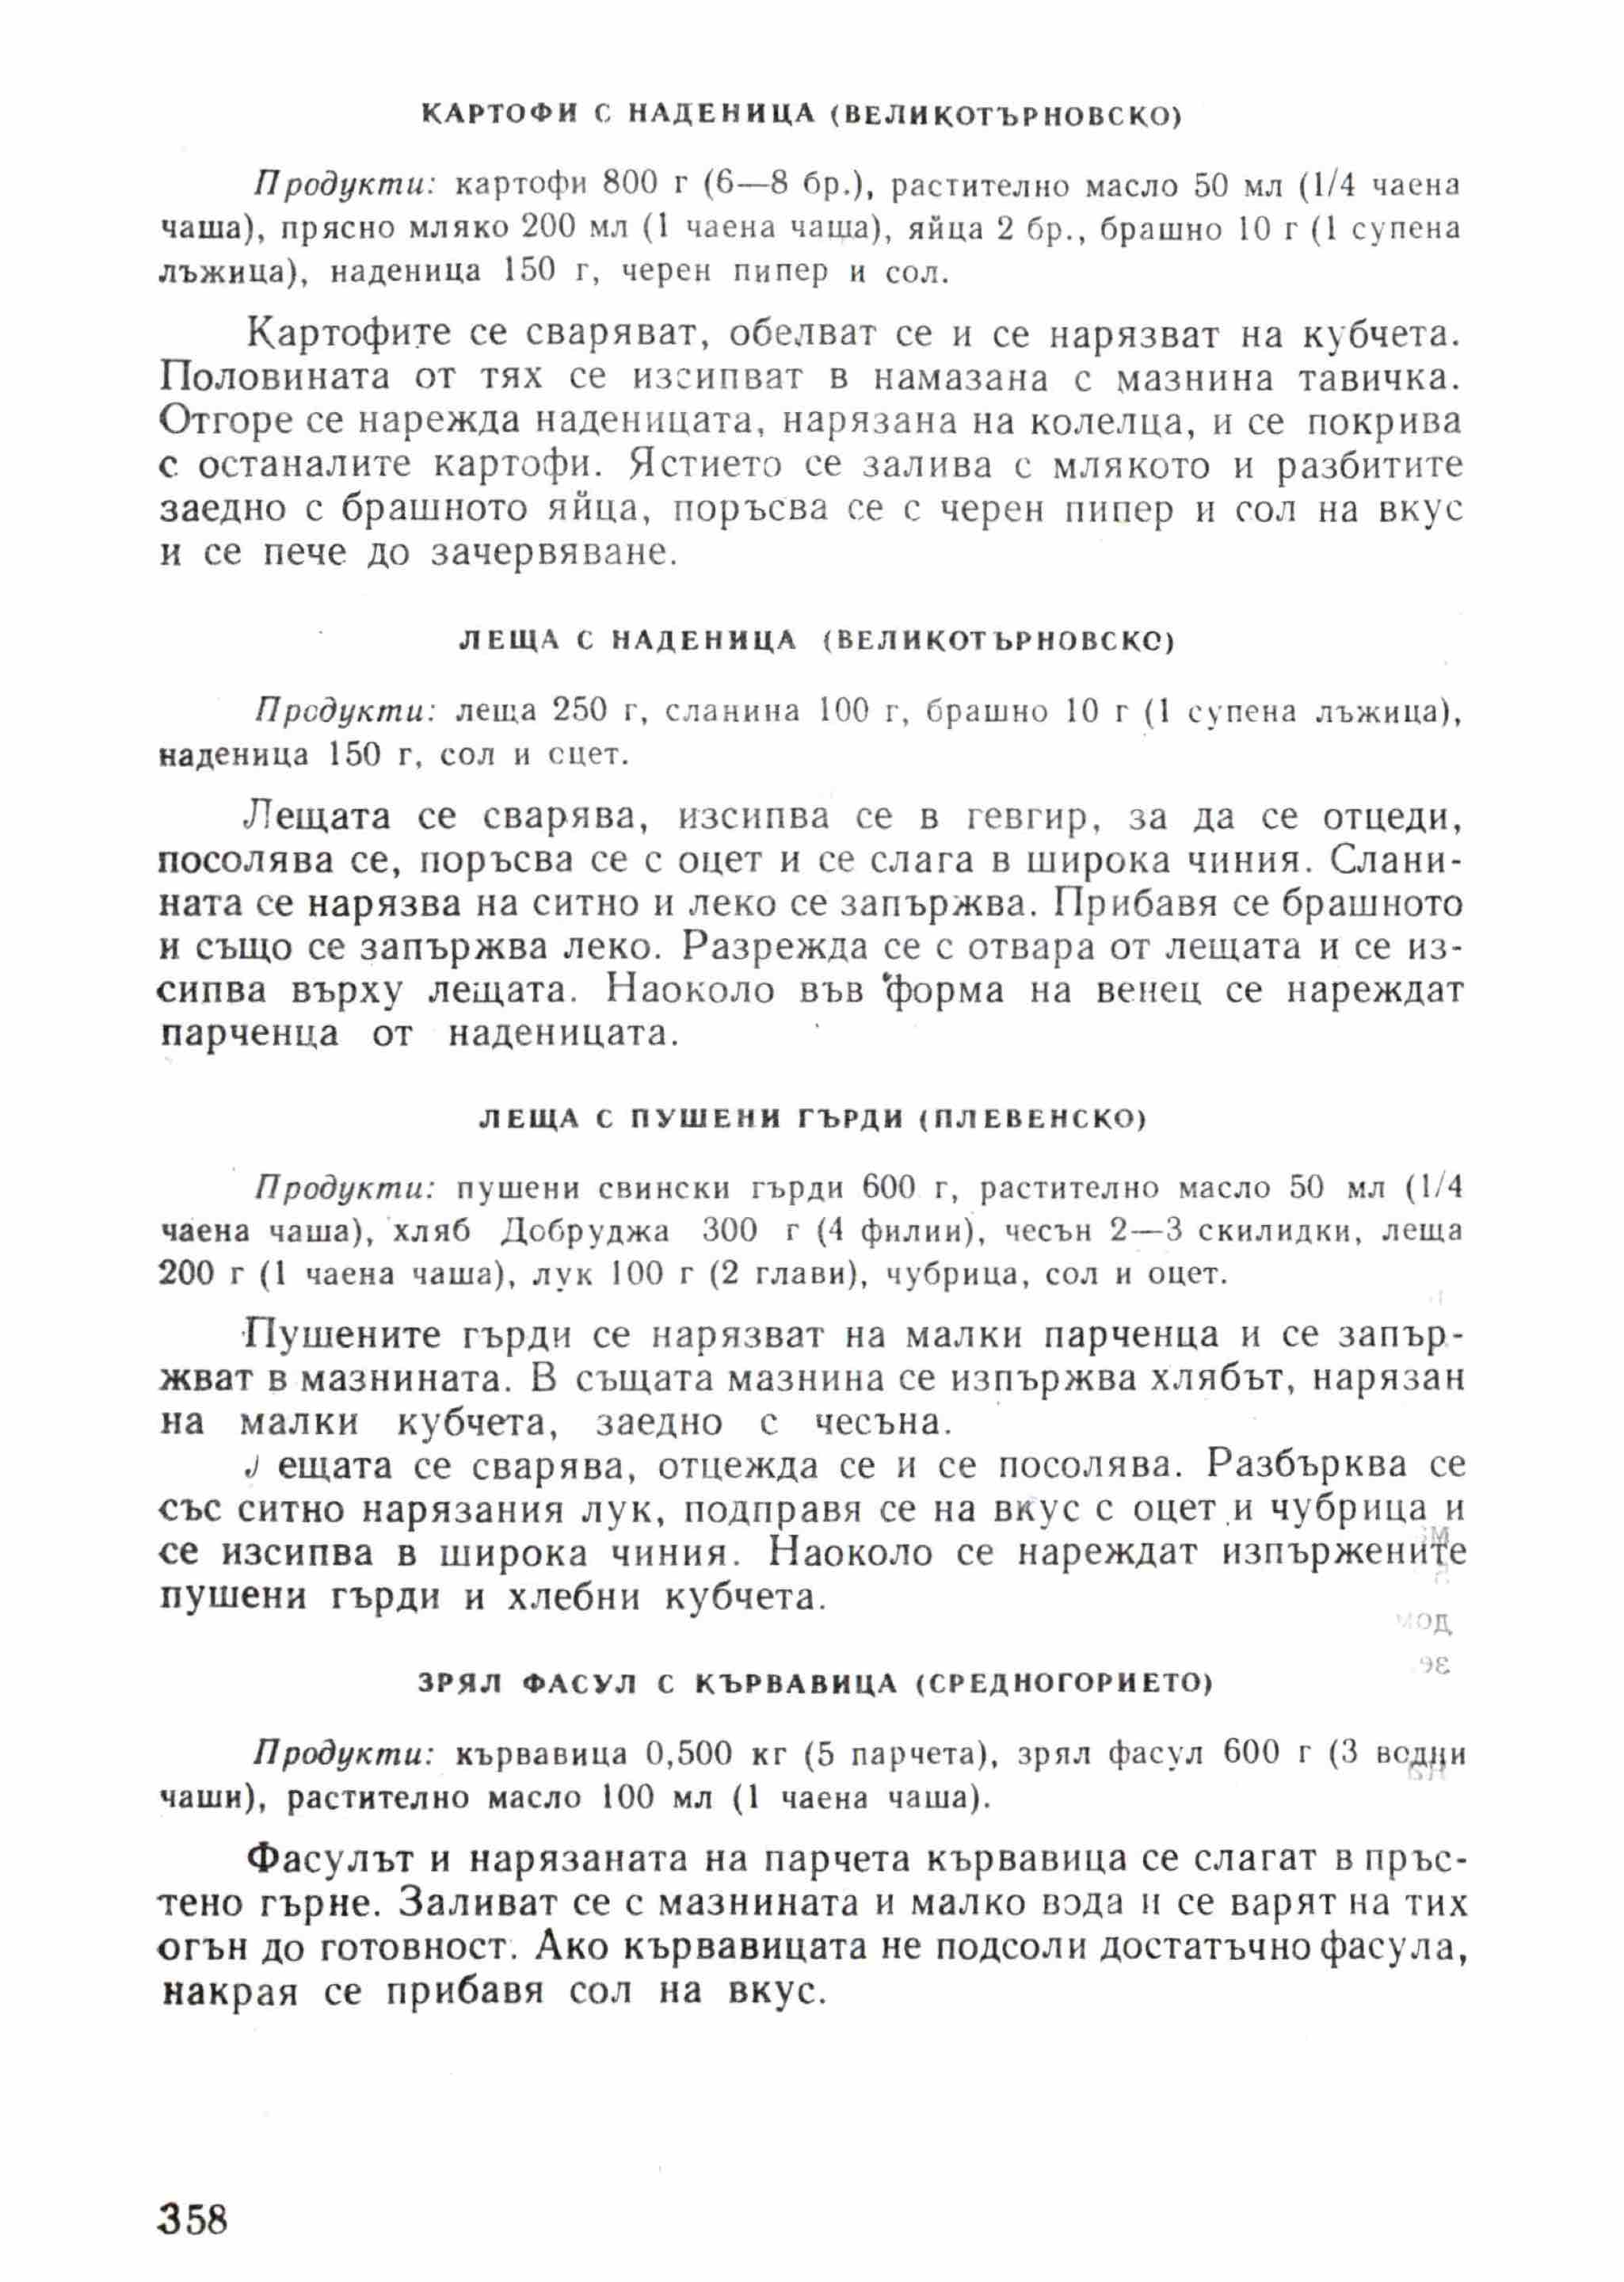 КАРТОФИ С НАДЕНИЦА (ВЕЛИКОТЪРНОВСКО)
Продукти: картофи 800 г (6—8 бр.), растително масло 50 мл (1/4 чаена
чаша), прясно мляко 200 мл (1 чаена чаша), яйца 2 бр., брашно 10 г (1 супена
лъжица), наденица 150 г, черен пипер и сол.
Картофите се сваряват, обелват се и се нарязват на кубчета.
Половината от тях се изсипват в намазана с мазнина тавичка.
Отгоре се нарежда наденицата, нарязана на колелца, и се покрива
с останалите картофи. Ястието се залива с млякото и разбитите
заедно с брашното яйца, поръсва се с черен пипер и сол на вкус
и се пече до зачервяване.
ЛЕЩА С НАДЕНИЦА (ВЕЛИКОТЪРНОВСКО)
Продукти: леща 250 г, сланина 100 г, брашно 10 г (1 супена лъжица),
наденица 150 г, сол и оцет.
Лещата се сварява, изсипва се в гевгир, за да се отцеди,
посолява се, поръсва се с оцет и се слага в широка чиния. Слани-
ната се нарязва на ситно и леко се запържва. Прибавя се брашното
и също се запържва леко. Разрежда се с отвара от лещата и се из-
сипва върху лещата. Наоколо във форма на венец се нареждат
парченца от наденицата.
ЛЕЩА С ПУШЕНИ ГЪРДИ (ПЛЕВЕНСКО)
Продукти: пушени свински гърди 600 г, растително масло 50 мл (1/4
чаена чаша), хляб Добруджа 300 г (4 филии), чесън 2—3 скилидки, леща
200 г (1 чаена чаша), лук 100 г (2 глави), чубрица, сол и оцет.
Пушените гърди се нарязват на малки парченца и се запър-
жват в мазнината. В същата мазнина се изпържва хлябът, нарязан
на малки кубчета, заедно с чесъна.
Лещата се сварява, отцежда се и се посолява. Разбърква се
със ситно нарязания лук, подправя се на вкус с оцет и чубрица и
се изсипва в широка чиния. Наоколо се нареждат изпържените
пушени гърди и хлебни кубчета.
ЗРЯЛ ФАСУЛ С КЪРВАВИЦА (СРЕДНОГОРИЕТО)
Продукти: кървавица 0,500 кг (5 парчета), зрял фасул 600 г (3 водни
чаши), растително масло 100 мл (1 чаена чаша).
Фасулът и нарязаната на парчета кървавица се слагат в пръс-
тено гърне. Заливат се с мазнината и малко вода и се варят на тих
огън до готовност. Ако кървавицата не подсоли достатъчно фасула,
накрая се прибавя сол на вкус.
358